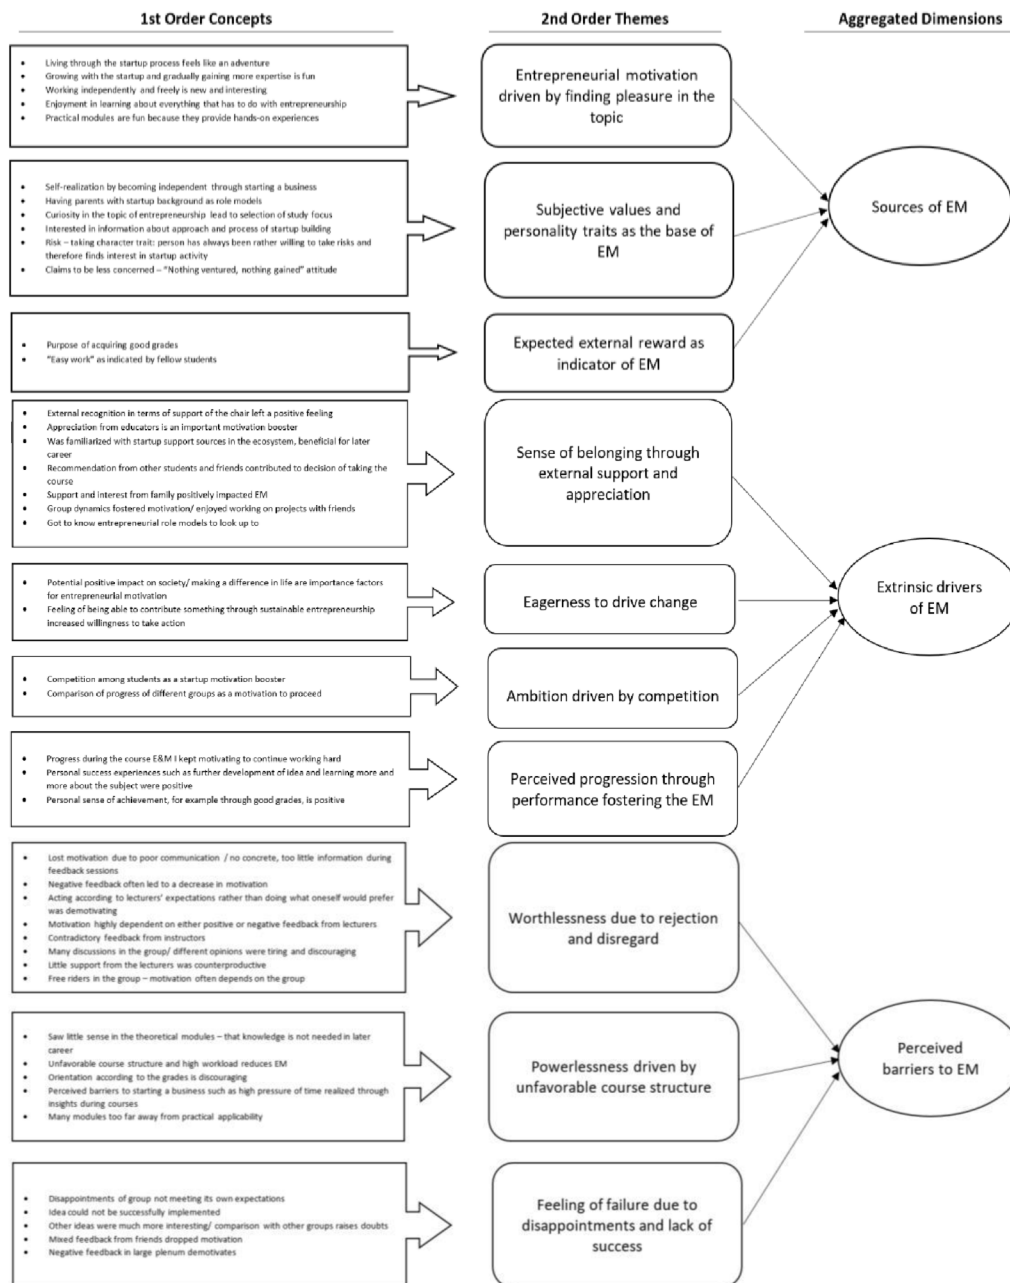 1st Order Concepts
2nd Order Themes
Aggregated Dimensions
Living through the startup process feels like an adventure
Growing with the startup and gradually gaining more expertise is fun
Working independently and freely is new and interesting
Enjoyment in learning about everything that has to do with entrepreneurship
Practical modules are fun because they provide hands-on experiences
Entrepreneurial motivation
driven by finding pleasure in the
topic
Self-realization by becoming independent through starting a business
Having parents with startup background as role models
Curiosity in the topic of entrepreneurship lead to selection of study focus
Interested in information about approach and process of startup building
Risk – taking character trait: person has always been rather willing to take risks and
therefore finds interest in startup activity
Claims to be less concerned – "Nothing ventured, nothing gained" attitude
Subjective values and
personality traits as the base of
EM
Sources of EM
Purpose of acquiring good grades
"Easy work" as indicated by fellow students
Expected external reward as
indicator of EM
External recognition in terms of support of the chair left a positive feeling
Appreciation from educators is an important motivation booster
Was familiarized with startup support sources in the ecosystem, beneficial for later
career
Recommendation from other students and friends contributed to decision of taking the
course
Support and interest from family positively impacted EM
Group dynamics fostered motivation/ enjoyed working on projects with friends
Got to know entrepreneurial role models to look up to
Sense of belonging through
external support and
appreciation
Potential positive impact on society/ making a difference in life are importance factors
for entrepreneurial motivation
Feeling of being able to contribute something through sustainable entrepreneurship
increased willingness to take action
Eagerness to drive change
Extrinsic drivers
of EM
Competition among students as a startup motivation booster
Comparison of progress of different groups as a motivation to proceed
Ambition driven by competition
Progress during the course E&M I kept motivating to continue working hard
Personal success experiences such as further development of idea and learning more and
more about the subject were positive
Personal sense of achievement, for example through good grades, is positive
Perceived progression through
performance fostering the EM
Lost motivation due to poor communication / no concrete, too little information during
feedback sessions
Negative feedback often led to a decrease in motivation
Acting according to lecturers' expectations rather than doing what oneself would prefer
was demotivating
Motivation highly dependent on either positive or negative feedback from lecturers
Contradictory feedback from instructors
Many discussions in the group/ different opinions were tiring and discouraging
Little support from the lecturers was counterproductive
Free riders in the group – motivation often depends on the group
Worthlessness due to rejection
and disregard
Saw little sense in the theoretical modules – that knowledge is not needed in later
career
Unfavorable course structure and high workload reduces EM
Orientation according to the grades is discouraging
Perceived barriers to starting a business such as high pressure of time realized through
insights during courses
Many modules too far away from practical applicability
Powerlessness driven by
unfavorable course structure
Perceived
barriers to EM
Disappointments of group not meeting its own expectations
Idea could not be successfully implemented
Other ideas were much more interesting/ comparison with other groups raises doubts
Mixed feedback from friends dropped motivation
Negative feedback in large plenum demotivates
Feeling of failure due to
disappointments and lack of
success